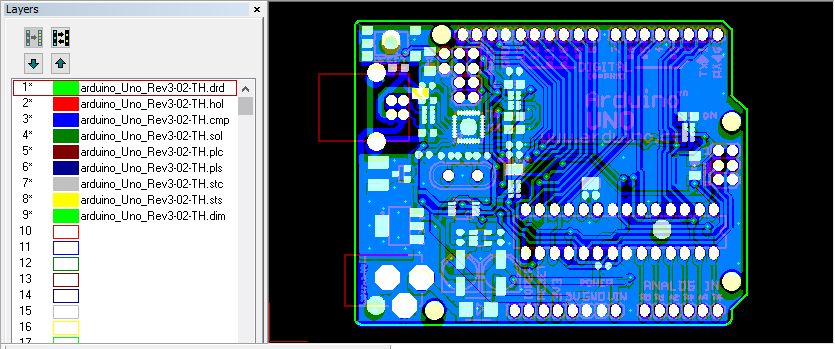 Layers
1* arduino_Uno_Rev3-02-TH.drd
2* arduino_Uno_Rev3-02-TH.hol
3* arduino_Uno_Rev3-02-TH.cmp
4* arduino_Uno_Rev3-02-TH.sol
5* arduino_Uno_Rev3-02-TH.plc
6* arduino_Uno_Rev3-02-TH.pls
7* arduino_Uno_Rev3-02-TH.stc
8* arduino_Uno_Rev3-02-TH.sts
9* arduino_Uno_Rev3-02-TH.dim
10
11
12
13
14
15
16
17
DIGITAL
Arduino
UNO
ON
POWER
ANALOG IN